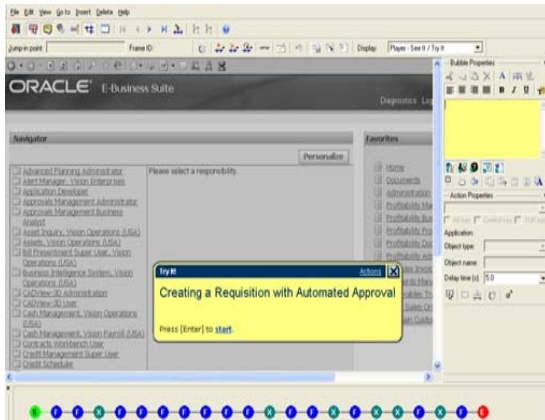 File Edit View Go to Insert Delete Help
Jump-in point: Frame ID: Display: Player - See It / Try It
ORACLE E-Business Suite
Diagnostics Log
Navigator
Favorites
Personalize
Advanced Planning Administrator
Alert Manager, Vision Enterprises
Application Developer
Approvals Management Administrator
Approvals Management Business
Analyst
Asset Inquiry, Vision Operations (USA)
Assets, Vision Operations (USA)
Bill Presentment Super User, Vision
Operations (USA)
Business Intelligence System, Vision
Operations (USA)
CADView-3D Administration
CADView-3D User
Cash Management, Vision Operations
(USA)
Cash Management, Vision Payroll (USA)
Contracts Workbench User
Credit Management Super User
Credit Scheduler
Please select a responsibility.
Home
Documents
Administration
Profitability
Profitability
Profitability
Profitability
Try It!
Actions
Creating a Requisition with Automated Approval
Press [Enter] to start.
Bubble Properties
Action Properties
Application
Object type:
Object name:
Delay time (s): 5.0
S F F X F F F F F F X F F X F X F F E